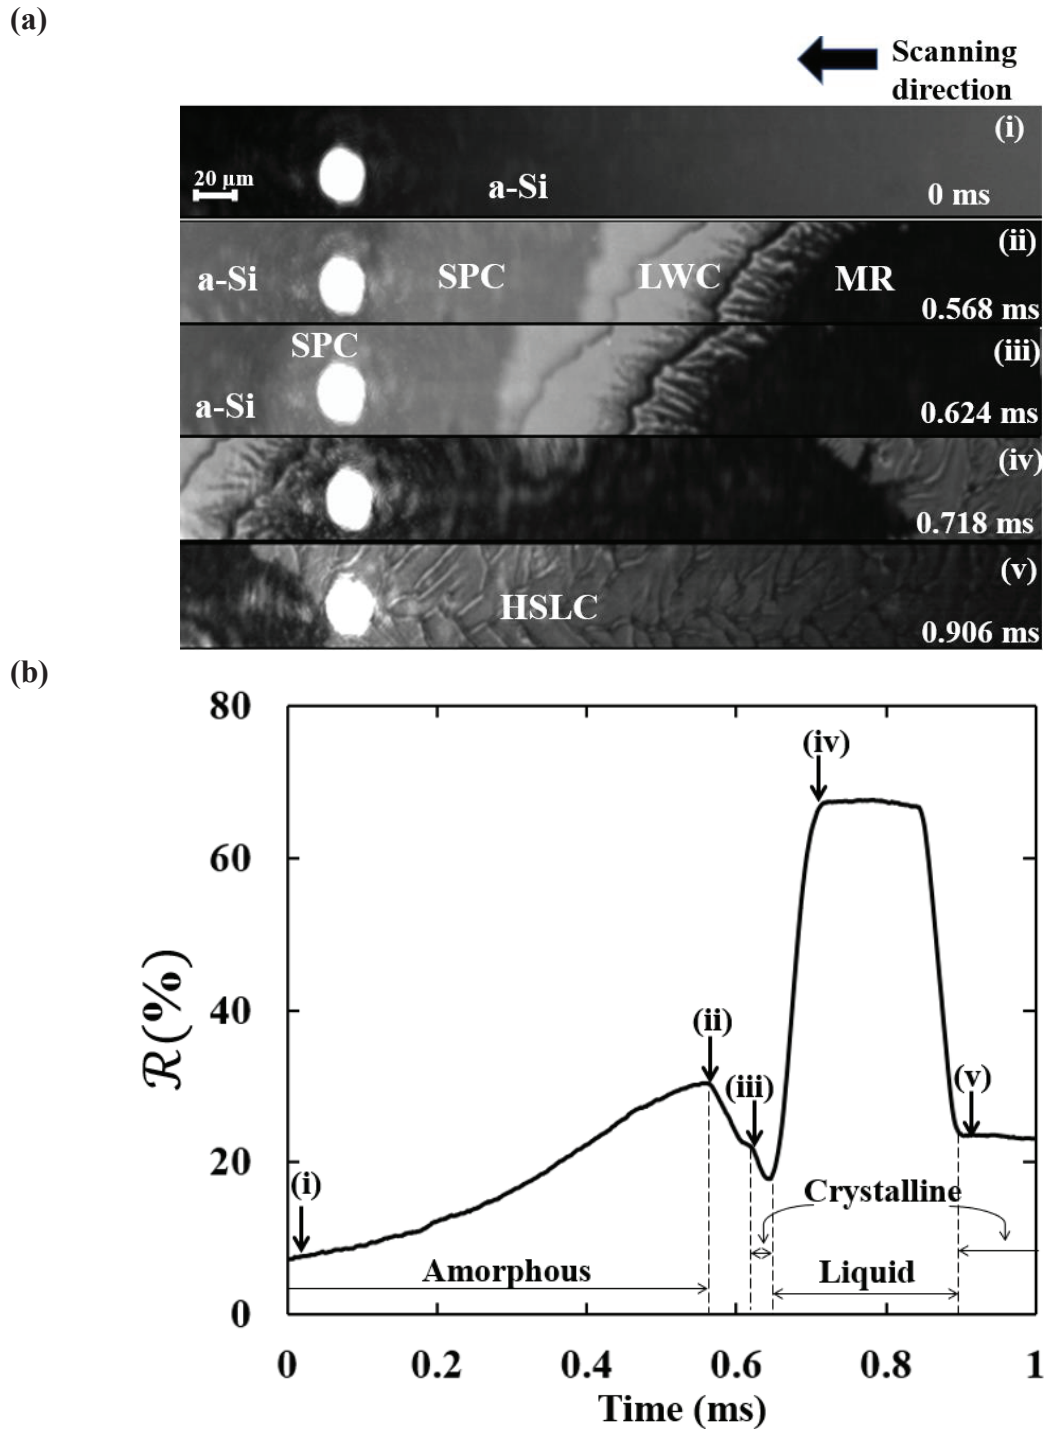 (a)
Scanning
direction
(i)
20 μm
a-Si
0 ms
(ii)
a-Si SPC LWC MR
0.568 ms
SPC
(iii)
a-Si
0.624 ms
(iv)
0.718 ms
(v)
HSLC
0.906 ms
(b)
80
(iv)
60
ℛ(%)
40
(ii)
(iii)
(v)
20
(i)
Crystalline
Amorphous
Liquid
0
0 0.2 0.4 0.6 0.8 1
Time (ms)